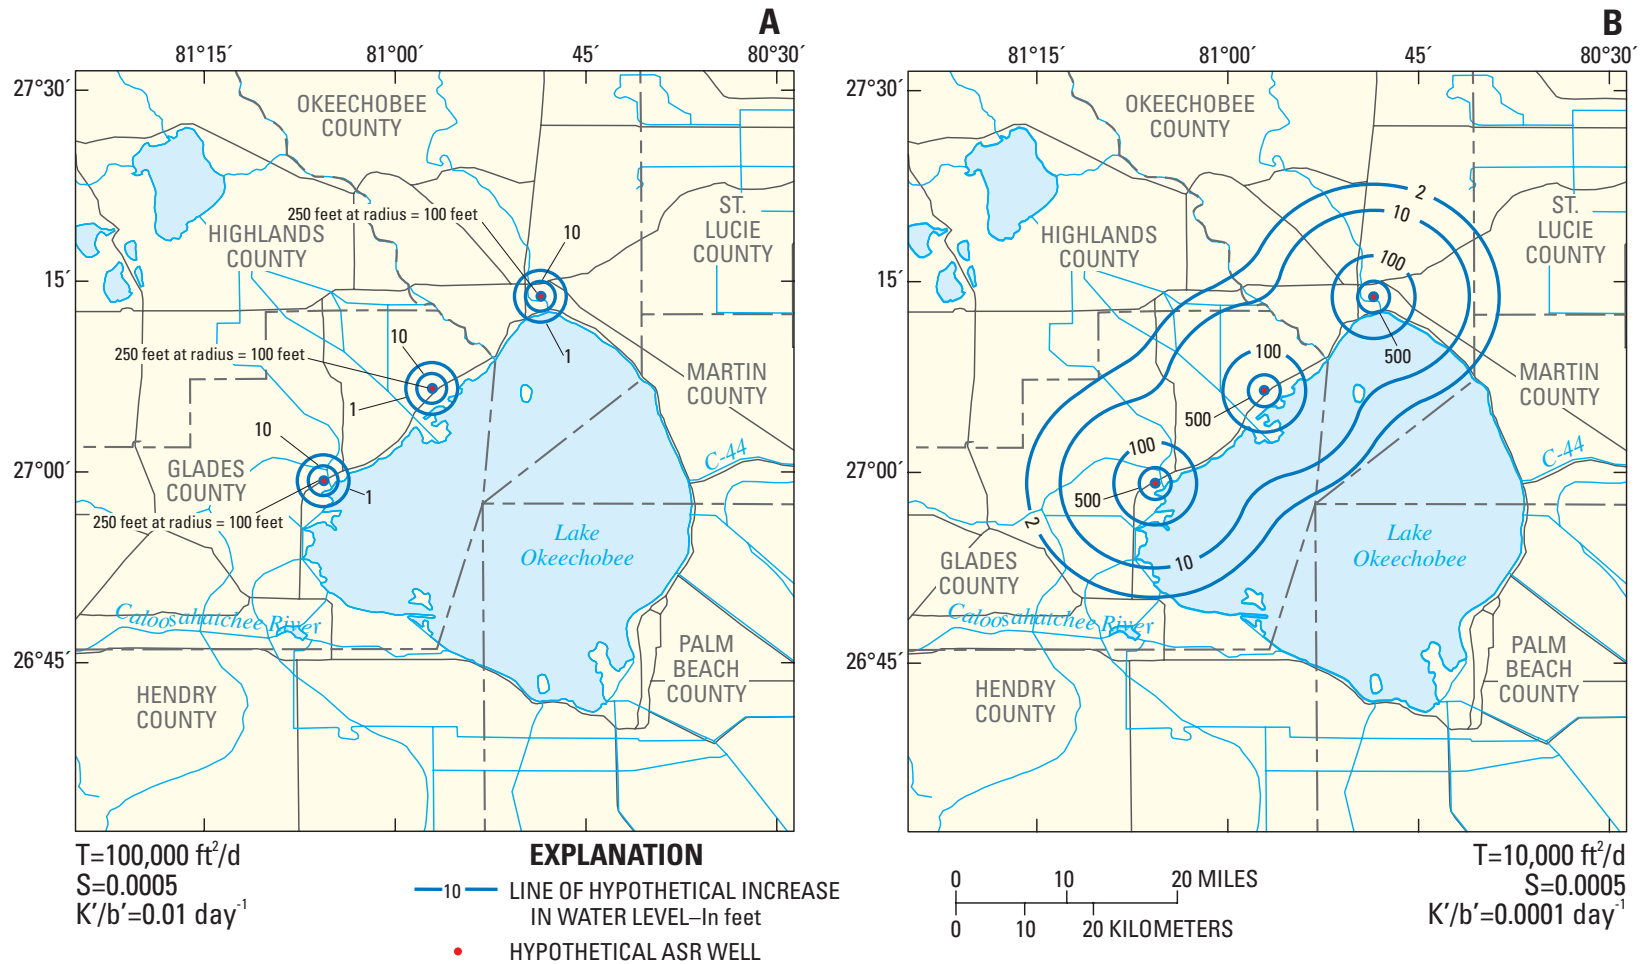 A
81°15´ 81°00´ 45´ 80°30´
27°30´
15´
27°00´
26°45´
OKEECHOBEE
COUNTY
250 feet at radius = 100 feet
HIGHLANDS
COUNTY
10
ST.
LUCIE
COUNTY
1
10
250 feet at radius = 100 feet
1
MARTIN
COUNTY
10
GLADES
COUNTY
1
250 feet at radius = 100 feet
C-44
Lake
Okeechobee
Caloosahatchee River
PALM
BEACH
COUNTY
HENDRY
COUNTY
T=100,000 ft²/d
S=0.0005
K´/b´=0.01 day⁻¹
EXPLANATION
10 LINE OF HYPOTHETICAL INCREASE
IN WATER LEVEL–In feet
HYPOTHETICAL ASR WELL
B
81°15´ 81°00´ 45´ 80°30´
27°30´
15´
27°00´
26°45´
OKEECHOBEE
COUNTY
2
10
ST.
LUCIE
COUNTY
HIGHLANDS
COUNTY
100
500
100
500
MARTIN
COUNTY
100
500
C-44
2
10
Lake
Okeechobee
GLADES
COUNTY
Caloosahatchee River
PALM
BEACH
COUNTY
HENDRY
COUNTY
0 10 20 MILES
0 10 20 KILOMETERS
T=10,000 ft²/d
S=0.0005
K´/b´=0.0001 day⁻¹